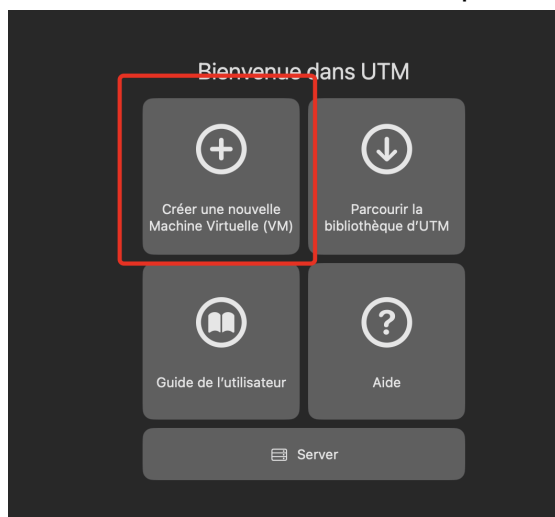 Bienvenue dans UTM
Créer une nouvelle
Machine Virtuelle (VM)
Parcourir la
bibliothèque d'UTM
Guide de l'utilisateur
Aide
Server